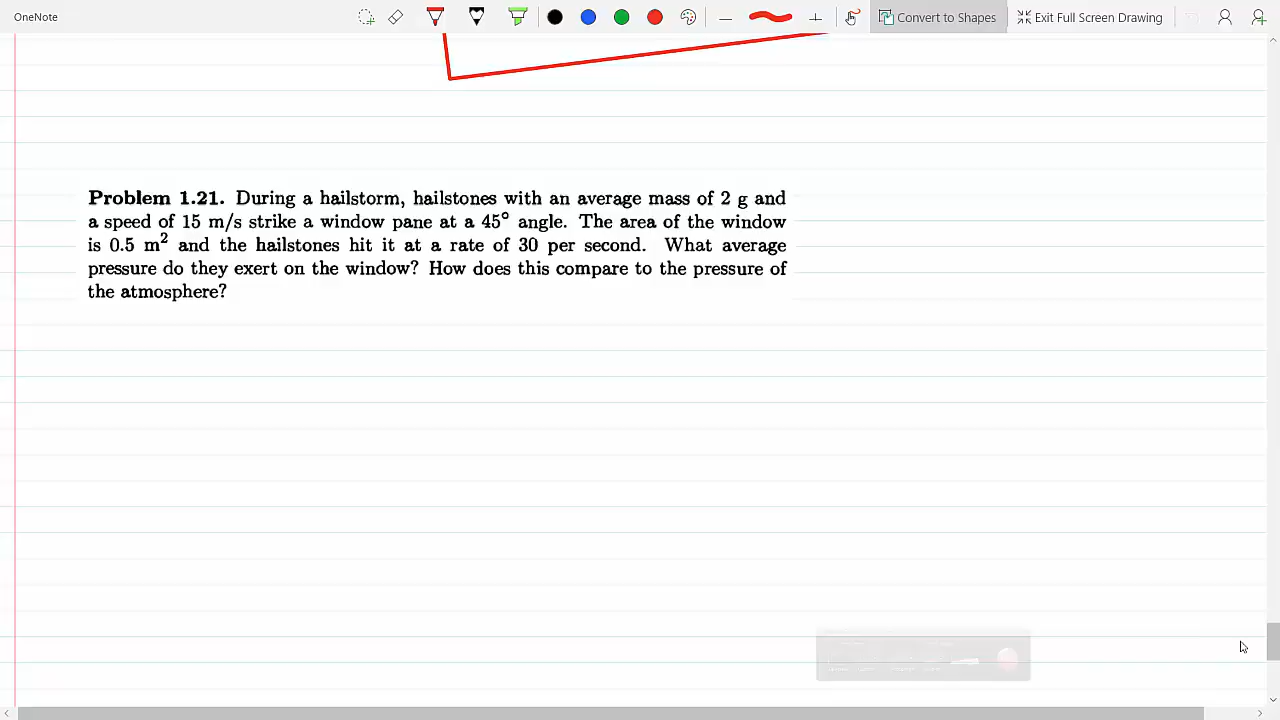 OneNote
Convert to Shapes
Exit Full Screen Drawing
Problem 1.21. During a hailstorm, hailstones with an average mass of 2 g and
a speed of 15 m/s strike a window pane at a 45° angle. The area of the window
is 0.5 m² and the hailstones hit it at a rate of 30 per second. What average
pressure do they exert on the window? How does this compare to the pressure of
the atmosphere?